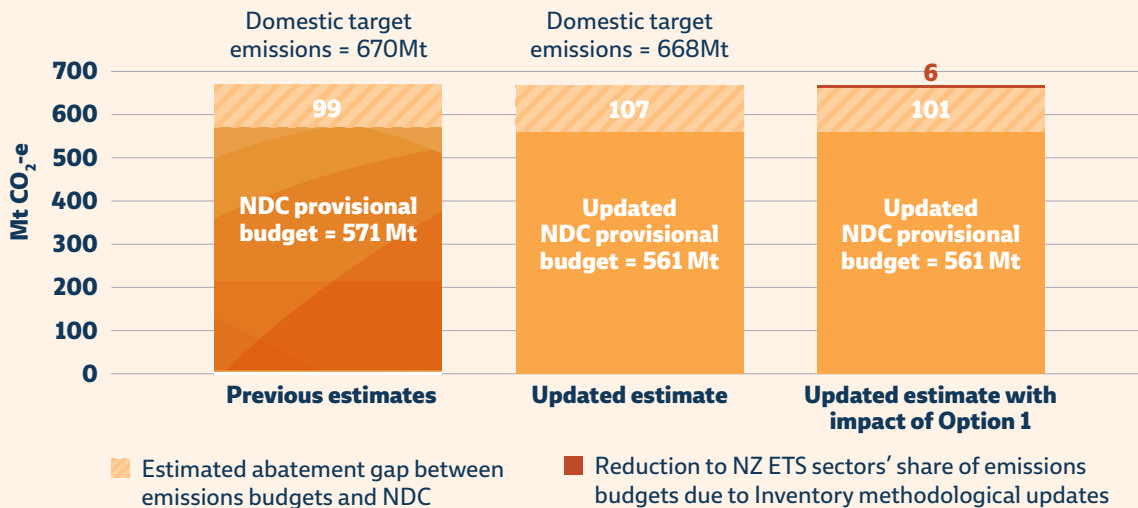 Domestic target
emissions = 670Mt
Domestic target
emissions = 668Mt
Mt CO₂-e
700
600
500
400
300
200
100
0
99
NDC provisional
budget = 571 Mt
107
Updated
NDC provisional
budget = 561 Mt
6
101
Updated
NDC provisional
budget = 561 Mt
Previous estimates
Updated estimate
Updated estimate with
impact of Option 1
Estimated abatement gap between
emissions budgets and NDC
Reduction to NZ ETS sectors’ share of emissions
budgets due to Inventory methodological updates